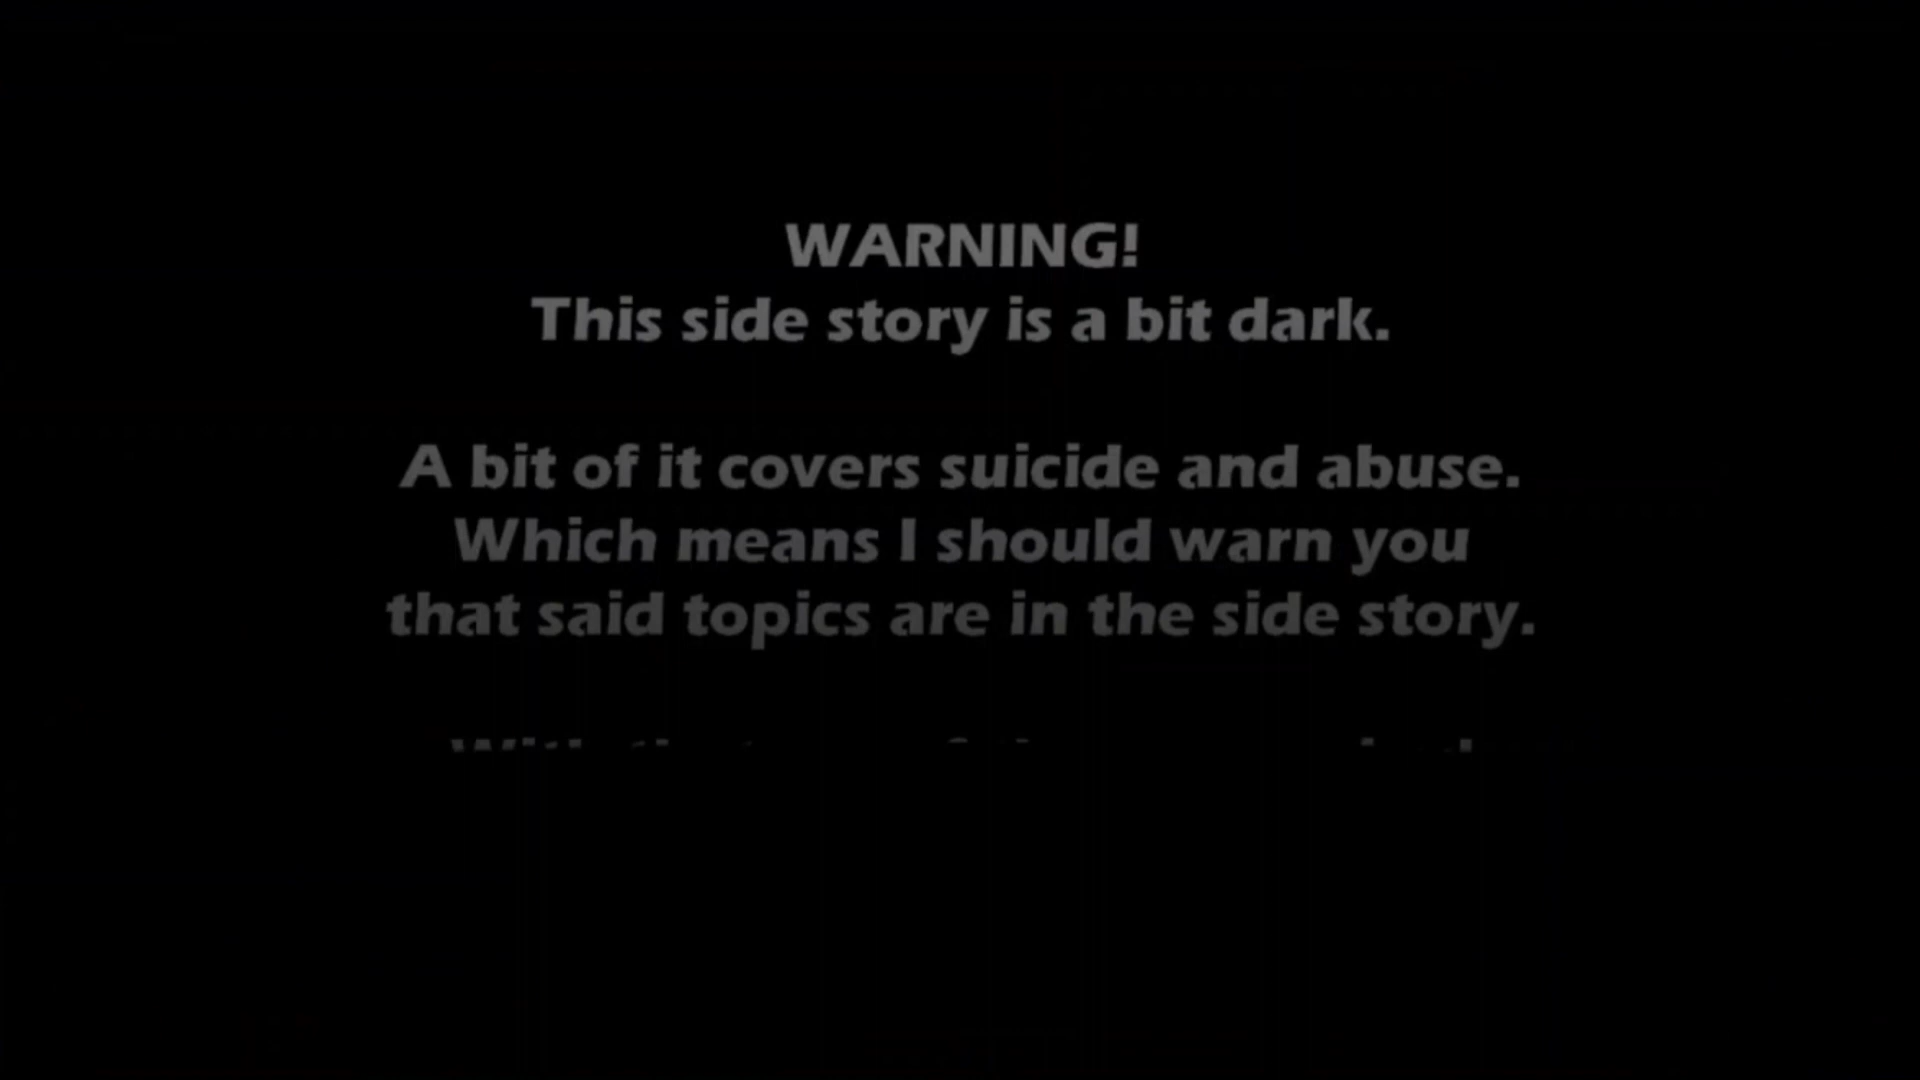 WARNING!
This side story is a bit dark.
A bit of it covers suicide and abuse.
Which means I should warn you
that said topics are in the side story.